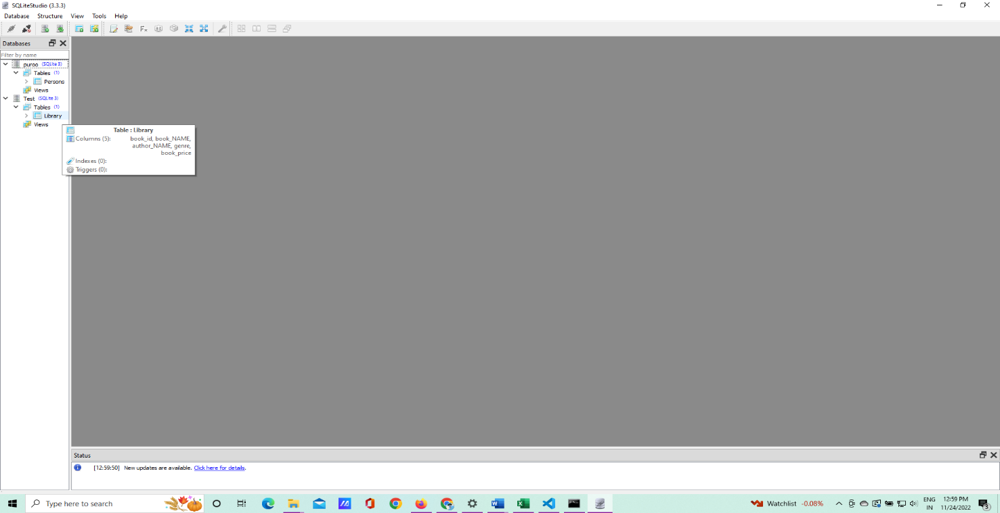 SQLiteStudio (3.3.3)
Database Structure View Tools Help
Databases
Filter by name
puroo (SQLite 3)
Tables (1)
Persons
Views
Test (SQLite 3)
Tables (1)
Library
Views
Table : Library
Columns (5): book_id, book_NAME,
author_NAME, genre,
book_price
Indexes (0):
Triggers (0):
Status
[12:59:50] New updates are available. Click here for details.
Type here to search
Watchlist -0.08%
ENG
IN
12:59 PM
11/24/2022
3